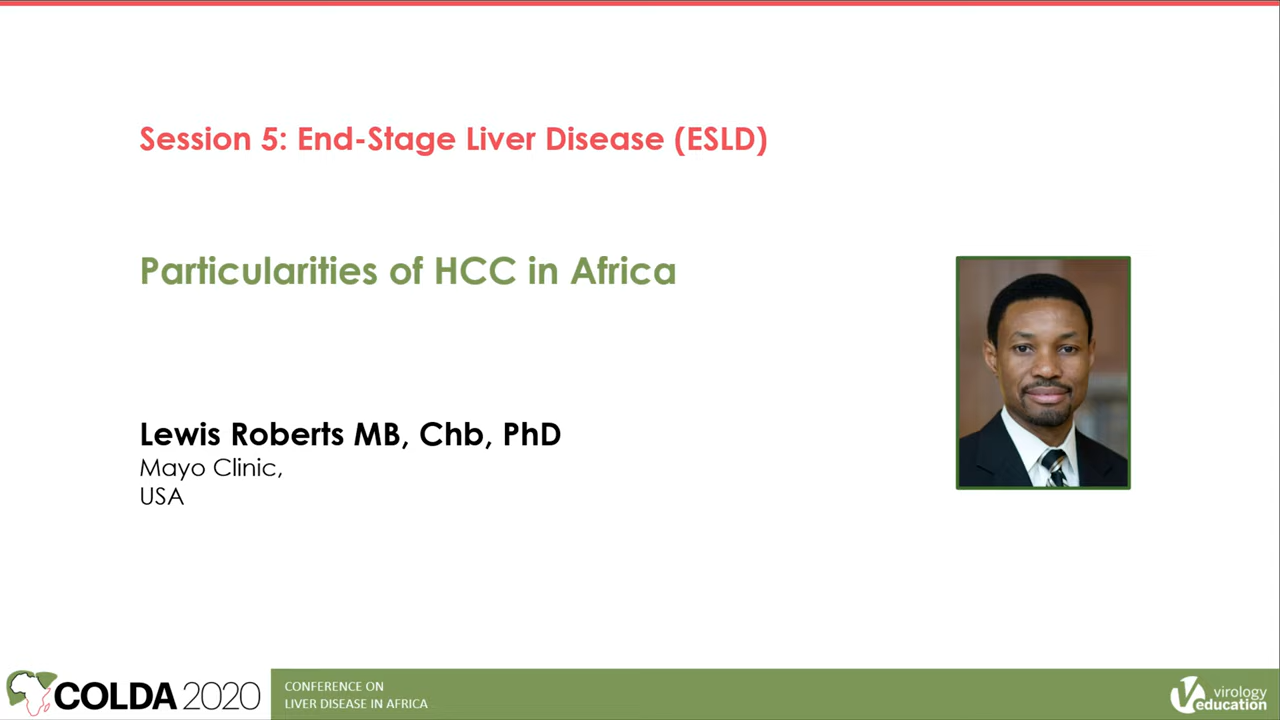 Session 5: End-Stage Liver Disease (ESLD)
Particularities of HCC in Africa
Lewis Roberts MB, Chb, PhD
Mayo Clinic,
USA
COLDA 2020
CONFERENCE ON
LIVER DISEASE IN AFRICA
virology
education